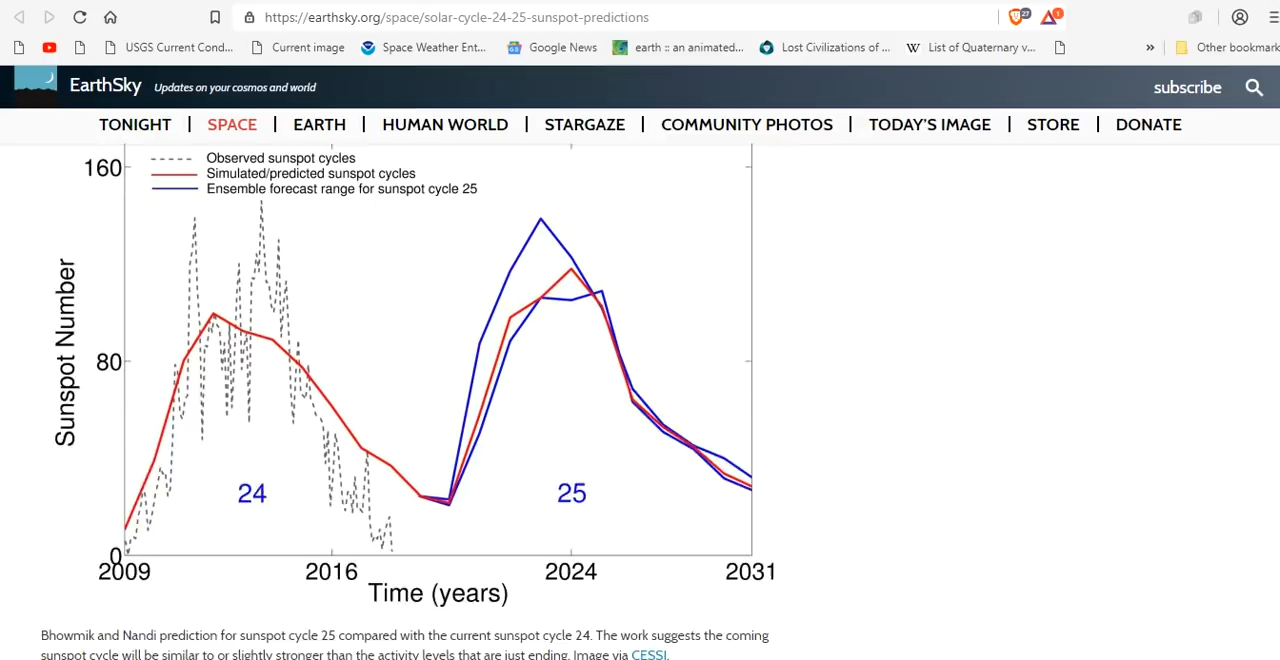 https://earthsky.org/space/solar-cycle-24-25-sunspot-predictions
27
1
USGS Current Cond...
Current image
Space Weather Ent...
Google News
earth :: an animated...
Lost Civilizations of ...
W
List of Quaternary v...
»
Other bookmark
EarthSky
Updates on your cosmos and world
subscribe
TONIGHT | SPACE | EARTH | HUMAN WORLD | STARGAZE | COMMUNITY PHOTOS | TODAY'S IMAGE | STORE | DONATE
160
Observed sunspot cycles
Simulated/predicted sunspot cycles
Ensemble forecast range for sunspot cycle 25
Sunspot Number
80
24
25
0
2009
2016
2024
2031
Time (years)
Bhowmik and Nandi prediction for sunspot cycle 25 compared with the current sunspot cycle 24. The work suggests the coming
sunspot cycle will be similar to or slightly stronger than the activity levels that are just ending. Image via CESSI.